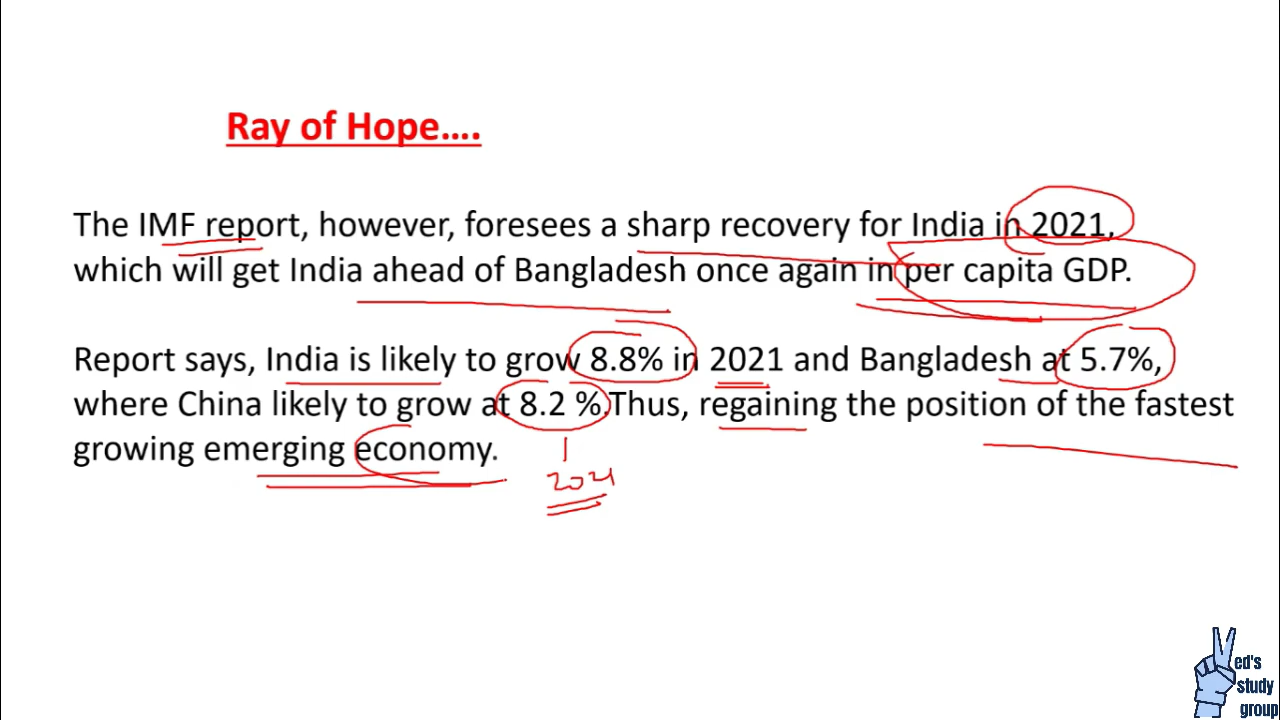 Ray of Hope....
The IMF report, however, foresees a sharp recovery for India in 2021,
which will get India ahead of Bangladesh once again in per capita GDP.
Report says, India is likely to grow 8.8% in 2021 and Bangladesh at 5.7%,
where China likely to grow at 8.2 %.Thus, regaining the position of the fastest
growing emerging economy.
2021
Ved's
study
group